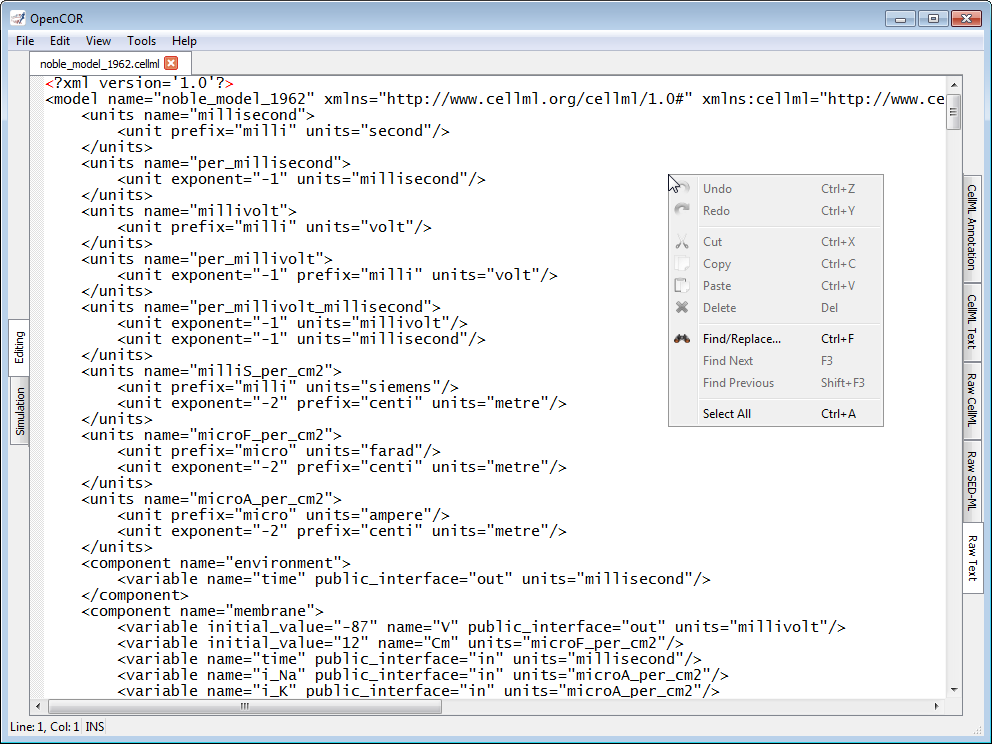 OpenCOR
File Edit View Tools Help
noble_model_1962.cellml
<?xml version='1.0'?>
<model name="noble_model_1962" xmlns="http://www.cellml.org/cellml/1.0#" xmlns:cellml="http://www.ce
<units name="millisecond">
<unit prefix="milli" units="second"/>
</units>
<units name="per_millisecond">
<unit exponent="-1" units="millisecond"/>
</units>
<units name="millivolt">
<unit prefix="milli" units="volt"/>
</units>
<units name="per_millivolt">
<unit exponent="-1" prefix="milli" units="volt"/>
</units>
<units name="per_millivolt_millisecond">
<unit exponent="-1" units="millivolt"/>
<unit exponent="-1" units="millisecond"/>
</units>
<units name="milliS_per_cm2">
<unit prefix="milli" units="siemens"/>
<unit exponent="-2" prefix="centi" units="metre"/>
</units>
<units name="microF_per_cm2">
<unit prefix="micro" units="farad"/>
<unit exponent="-2" prefix="centi" units="metre"/>
</units>
<units name="microA_per_cm2">
<unit prefix="micro" units="ampere"/>
<unit exponent="-2" prefix="centi" units="metre"/>
</units>
<component name="environment">
<variable name="time" public_interface="out" units="millisecond"/>
</component>
<component name="membrane">
<variable initial_value="-87" name="V" public_interface="out" units="millivolt"/>
<variable initial_value="12" name="Cm" units="microF_per_cm2"/>
<variable name="time" public_interface="in" units="millisecond"/>
<variable name="i_Na" public_interface="in" units="microA_per_cm2"/>
<variable name="i_K" public_interface="in" units="microA_per_cm2"/>
Undo Ctrl+Z
Redo Ctrl+Y
Cut Ctrl+X
Copy Ctrl+C
Paste Ctrl+V
Delete Del
Find/Replace... Ctrl+F
Find Next F3
Find Previous Shift+F3
Select All Ctrl+A
Editing
Simulation
CellML Annotation
CellML Text
Raw CellML
Raw SED-ML
Raw Text
Line: 1, Col: 1 INS